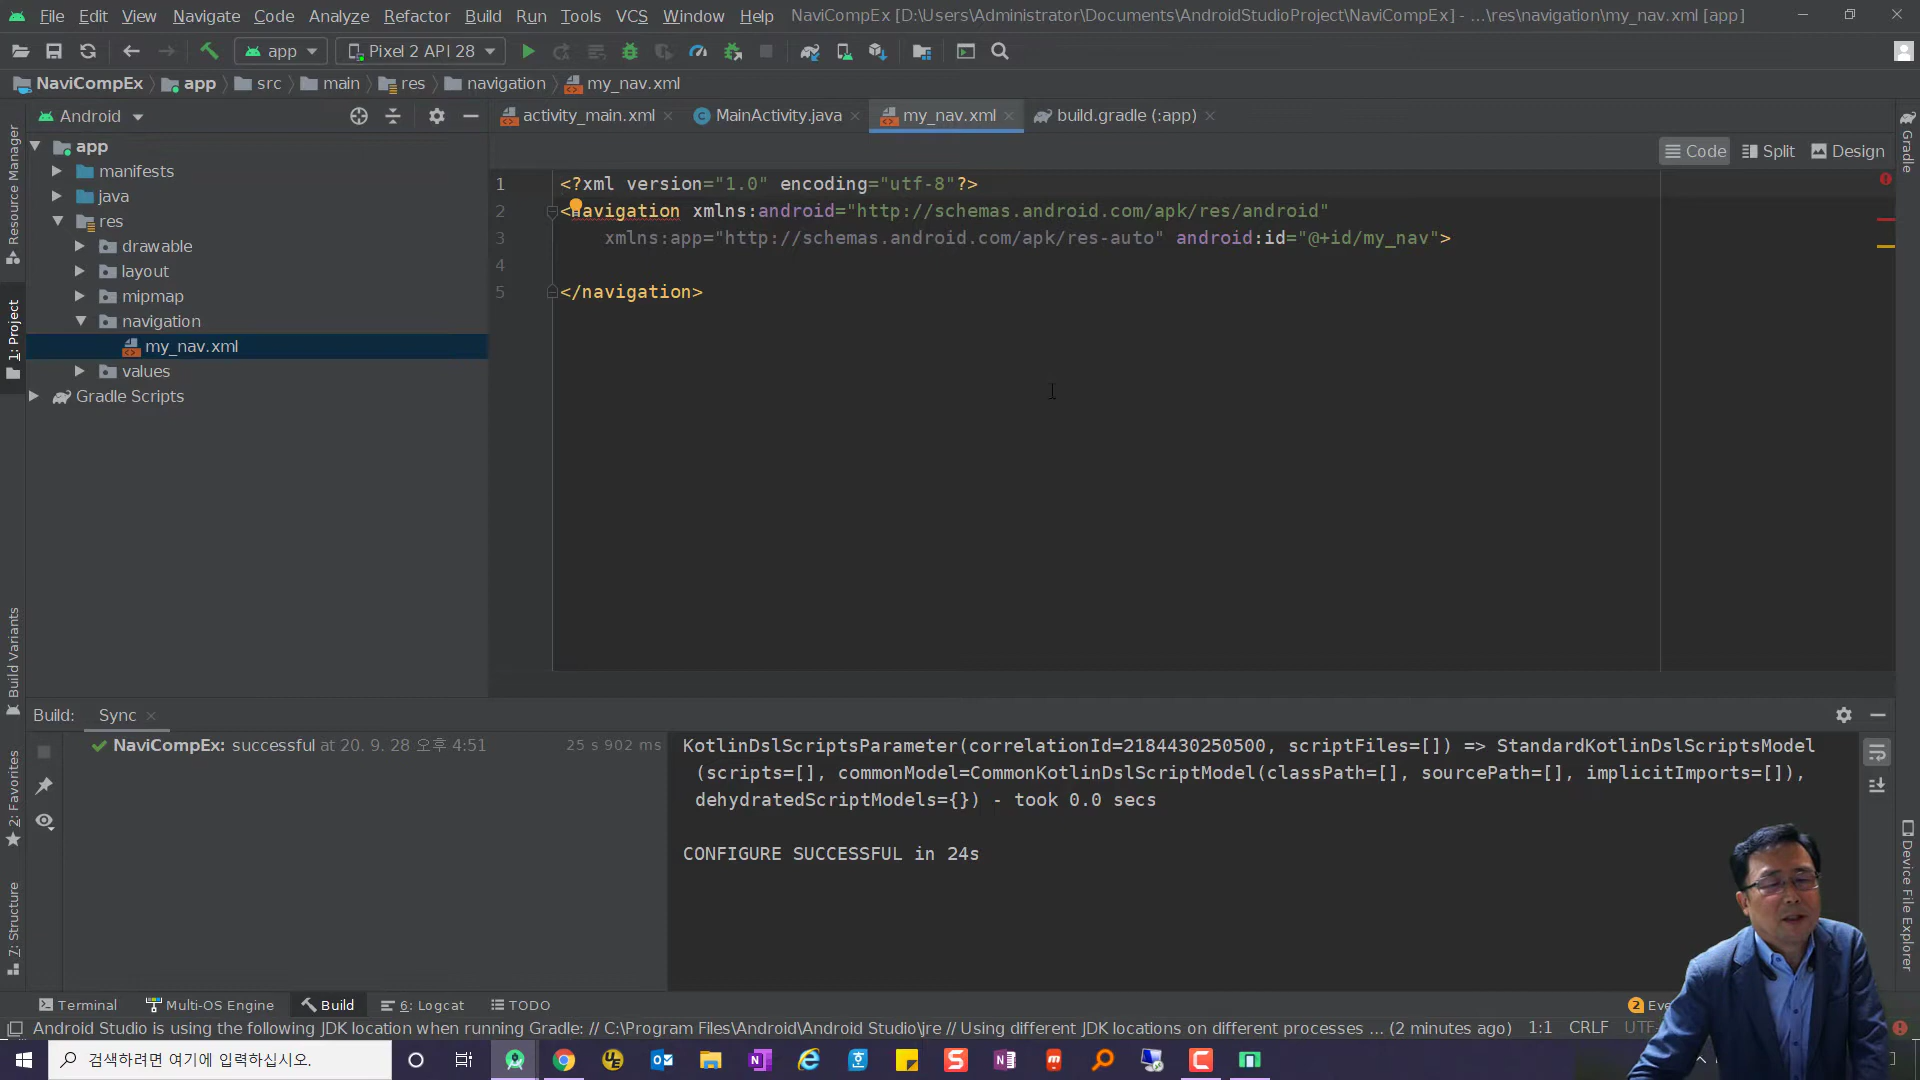 File Edit View Navigate Code Analyze Refactor Build Run Tools VCS Window Help NaviCompEx [D:\Users\Administrator\Documents\AndroidStudioProject\NaviCompEx] - ...\res\navigation\my_nav.xml [app]
app Pixel 2 API 28
NaviCompEx app src main res navigation my_nav.xml
Android
activity_main.xml MainActivity.java my_nav.xml build.gradle (:app)
Code Split Design
app
manifests
java
res
drawable
layout
mipmap
navigation
my_nav.xml
values
Gradle Scripts
1 <?xml version="1.0" encoding="utf-8"?>
2 <navigation xmlns:android="http://schemas.android.com/apk/res/android"
3 xmlns:app="http://schemas.android.com/apk/res-auto" android:id="@+id/my_nav">
4
5 </navigation>
Resource Manager
1: Project
Build Variants
2: Favorites
7: Structure
Gradle
Device File Explorer
Build: Sync
NaviCompEx: successful at 20. 9. 28 오후 4:51 25 s 902 ms
KotlinDslScriptsParameter(correlationId=2184430250500, scriptFiles=[]) => StandardKotlinDslScriptsModel
(scripts=[], commonModel=CommonKotlinDslScriptModel(classPath=[], sourcePath=[], implicitImports=[]),
dehydratedScriptModels={}) - took 0.0 secs
CONFIGURE SUCCESSFUL in 24s
Terminal Multi-OS Engine Build 6: Logcat TODO 2
Android Studio is using the following JDK location when running Gradle: // C:\Program Files\Android\Android Studio\jre // Using different JDK locations on different processes ... (2 minutes ago) 1:1 CRLF
검색하려면 여기에 입력하십시오.